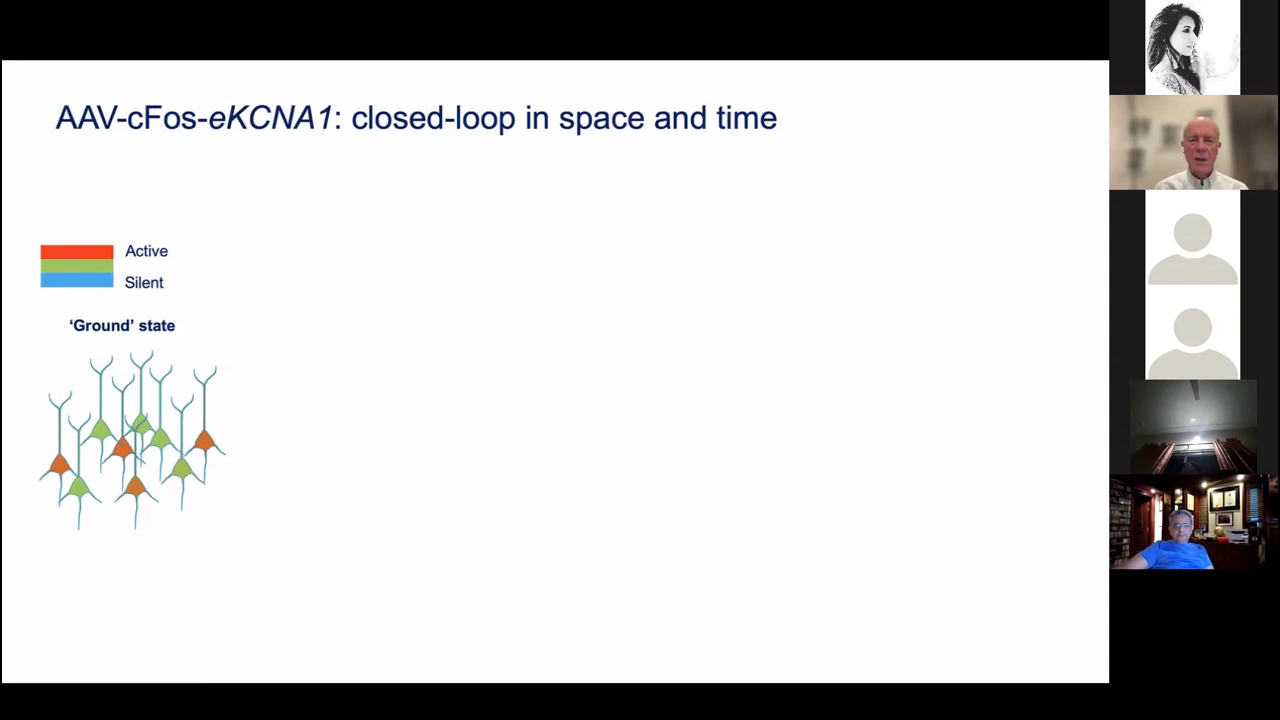 AAV-cFos-eKCNA1: closed-loop in space and time
Active
Silent
‘Ground’ state